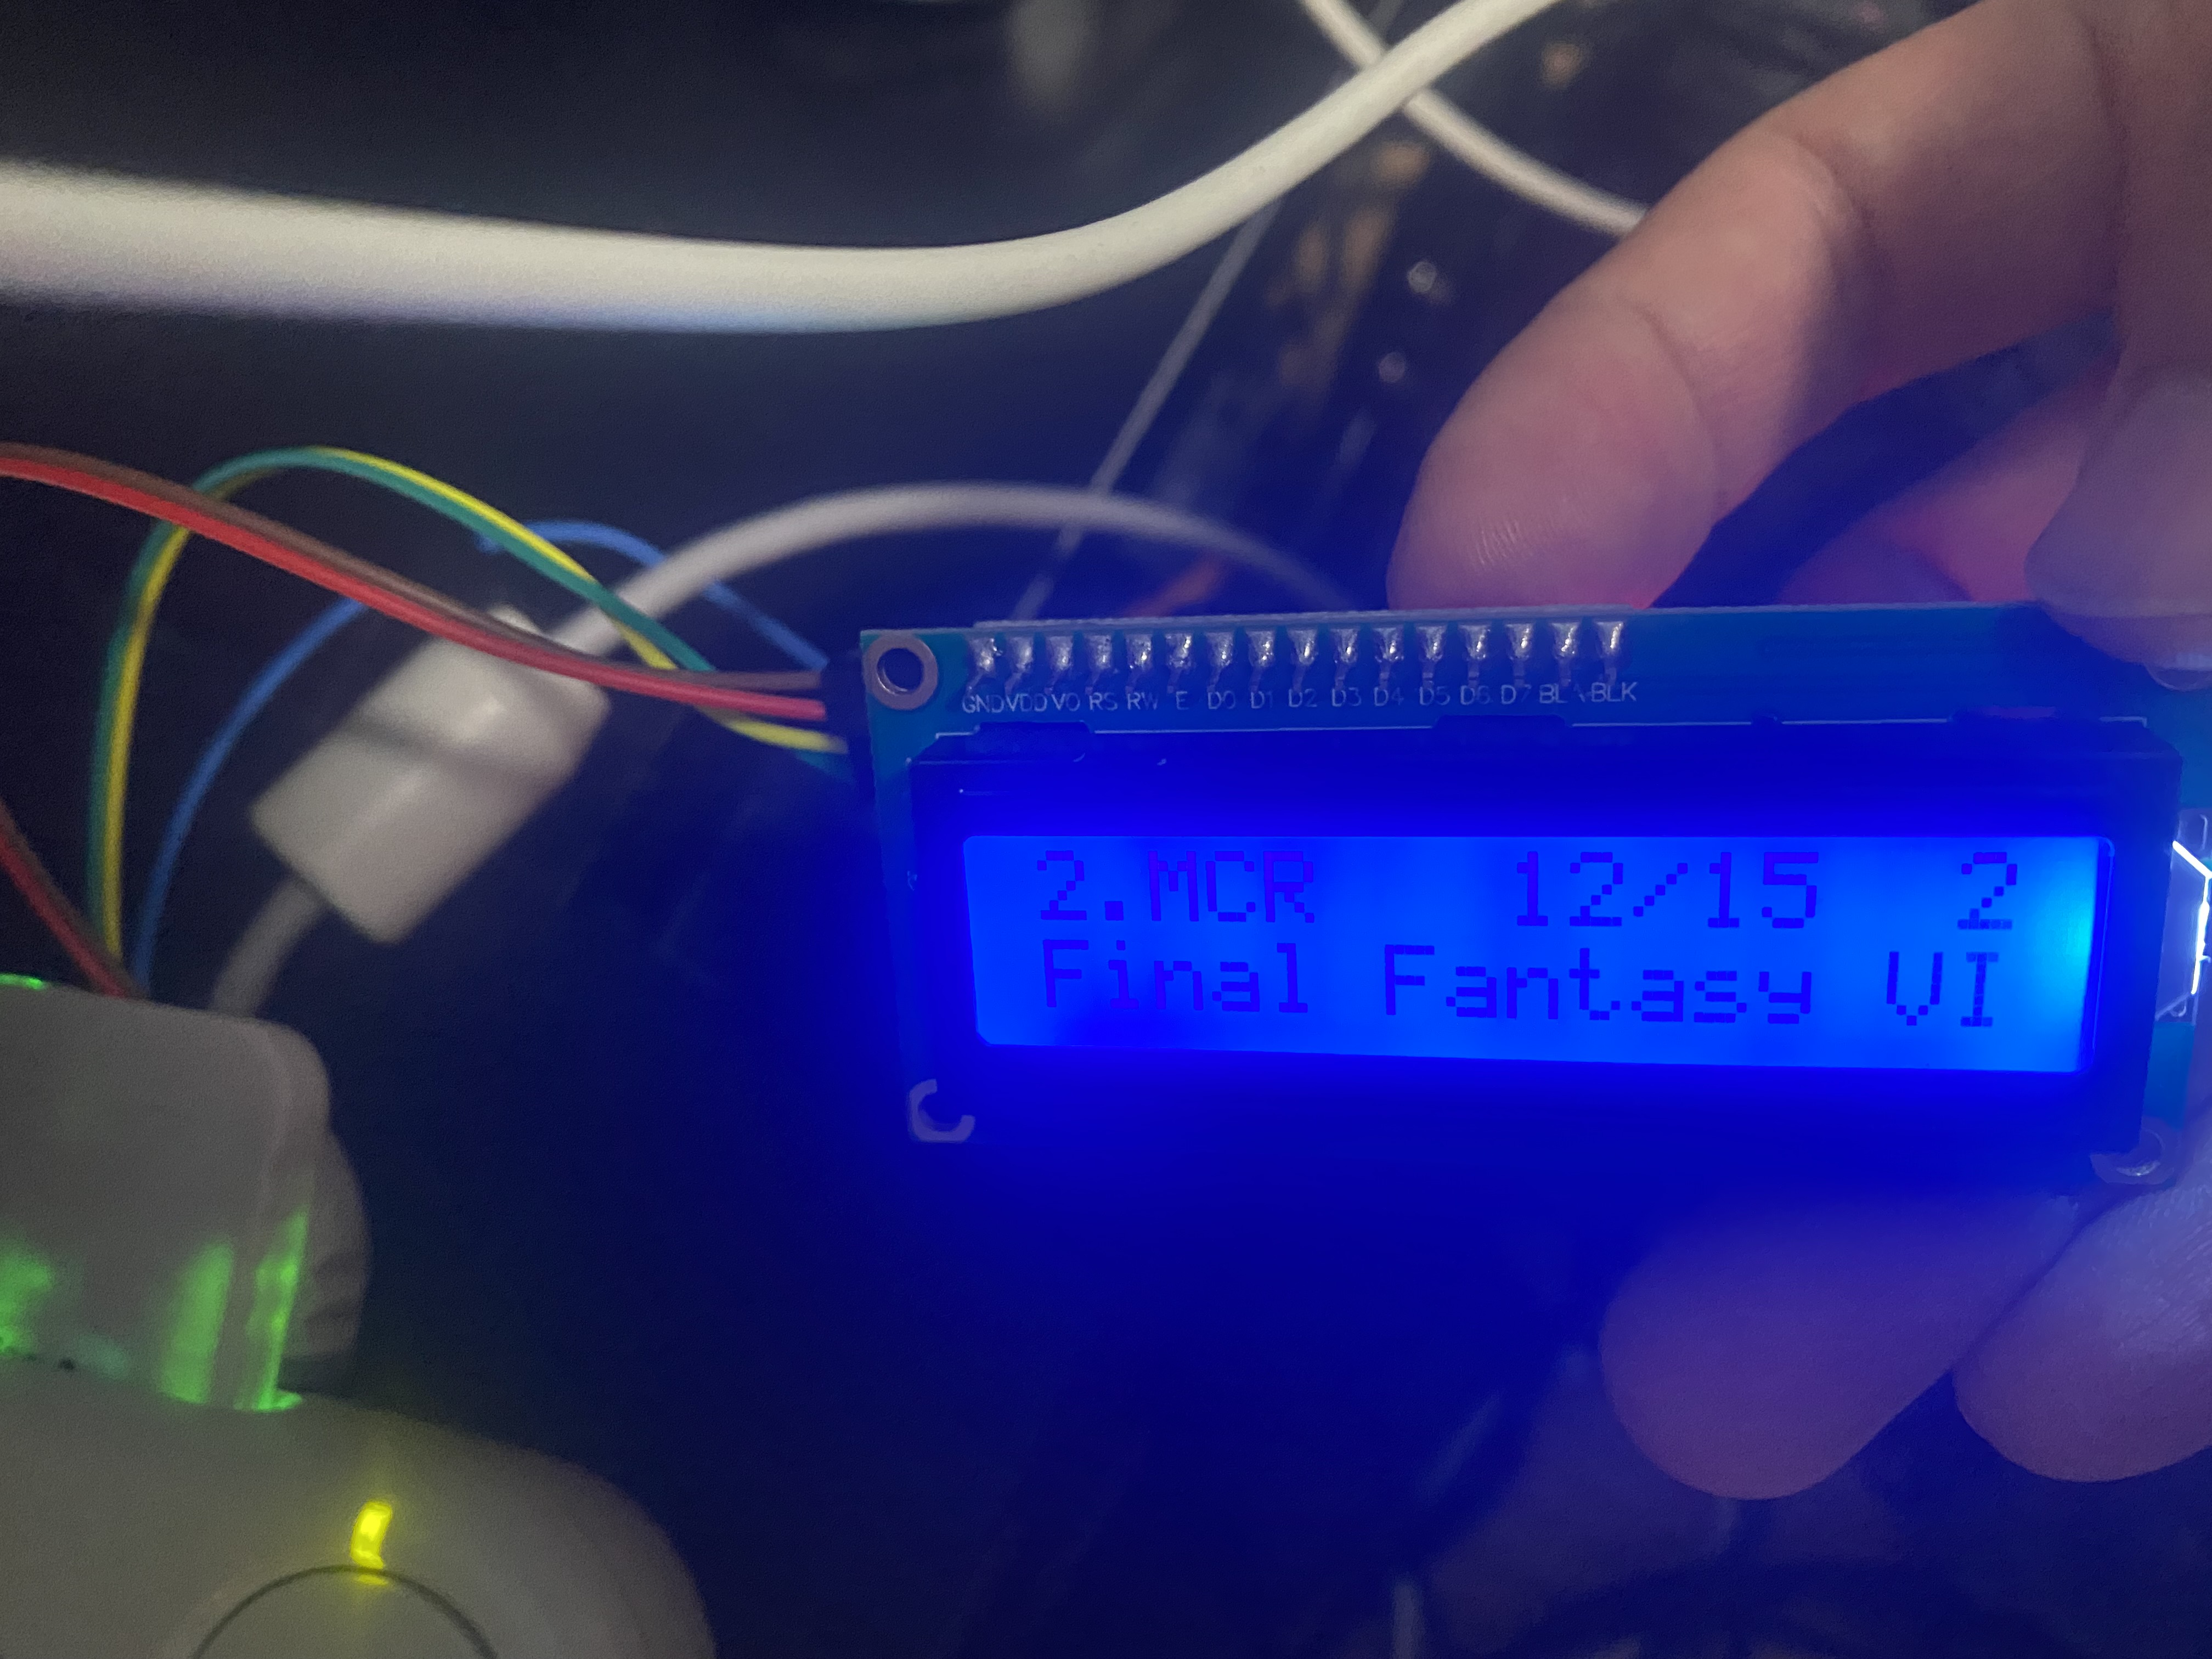 2.MCR   12/15  2
Final Fantasy VI
GND VDD VO RS RW E D0 D1 D2 D3 D4 D5 D6 D7 BLA BLK